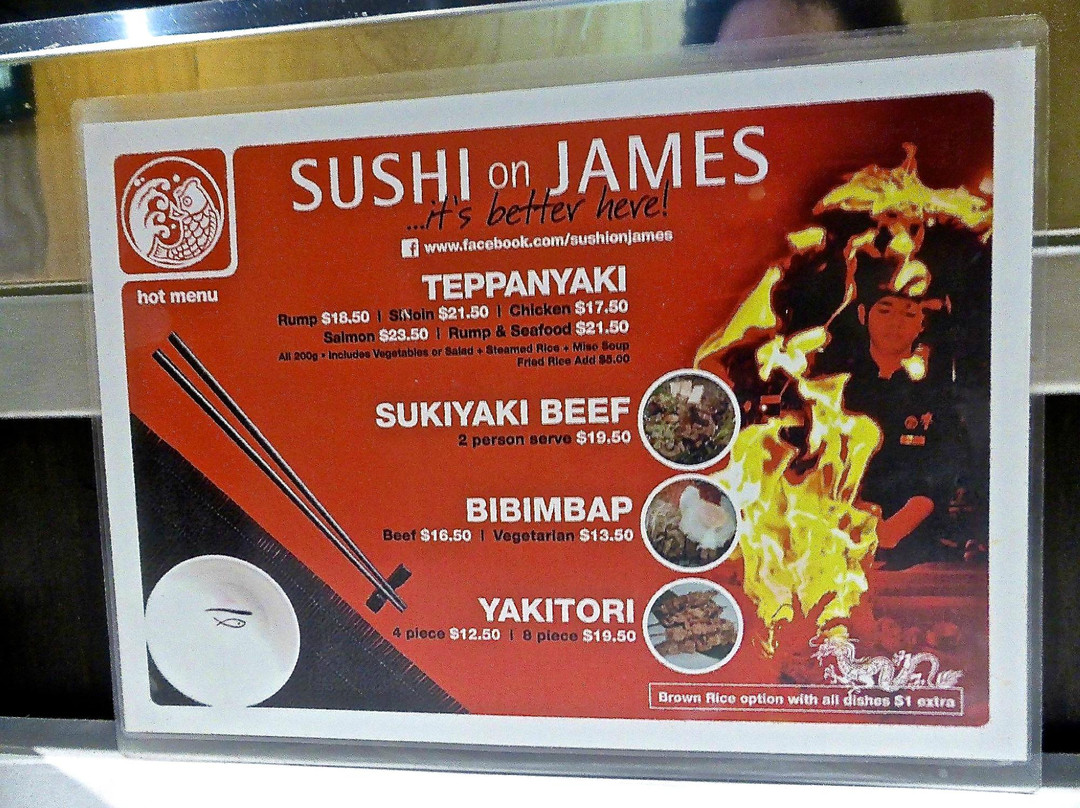 SUSHI on JAMES
...it's better here!
f www.facebook.com/sushionjames
hot menu
TEPPANYAKI
Rump $18.50 | Sirloin $21.50 | Chicken $17.50
Salmon $23.50 | Rump & Seafood $21.50
All 200g • Includes Vegetables or Salad + Steamed Rice + Miso Soup
Fried Rice Add $5.00
SUKIYAKI BEEF
2 person serve $19.50
BIBIMBAP
Beef $16.50 | Vegetarian $13.50
YAKITORI
4 piece $12.50 | 8 piece $19.50
Brown Rice option with all dishes $1 extra